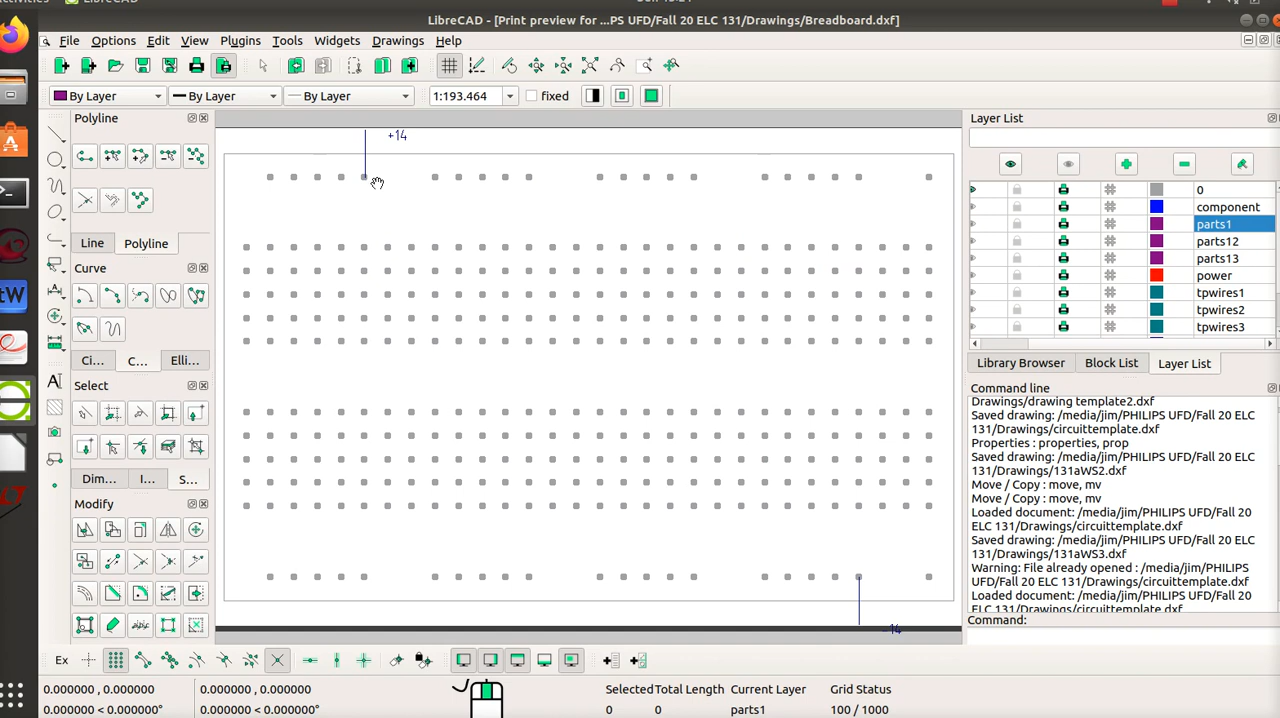 LibreCAD
LibreCAD - [Print preview for ...PS UFD/Fall 20 ELC 131/Drawings/Breadboard.dxf]
File Options Edit View Plugins Tools Widgets Drawings Help
By Layer By Layer By Layer 1:193.464 fixed
Polyline
Line Polyline
Curve
Ci... C... Elli...
Select
Dim... I... S...
Modify
+14
Layer List
0
component
parts1
parts12
parts13
power
tpwires1
tpwires2
tpwires3
Library Browser Block List Layer List
Command line
Drawings/drawing template2.dxf
Saved drawing: /media/jim/PHILIPS UFD/Fall 20 ELC
131/Drawings/circuittemplate.dxf
Properties : properties, prop
Saved drawing: /media/jim/PHILIPS UFD/Fall 20 ELC
131/Drawings/131aWS2.dxf
Move / Copy : move, mv
Move / Copy : move, mv
Loaded document: /media/jim/PHILIPS UFD/Fall 20
ELC 131/Drawings/circuittemplate.dxf
Saved drawing: /media/jim/PHILIPS UFD/Fall 20 ELC
131/Drawings/131aWS3.dxf
Warning: File already opened : /media/jim/PHILIPS
UFD/Fall 20 ELC 131/Drawings/circuittemplate.dxf
Loaded document: /media/jim/PHILIPS UFD/Fall 20
ELC 131/Drawings/circuittemplate.dxf
Command:
Ex
0.000000 , 0.000000 0.000000 , 0.000000 Selected Total Length Current Layer Grid Status
0.000000 < 0.000000° 0.000000 < 0.000000° 0 0 parts1 100 / 1000